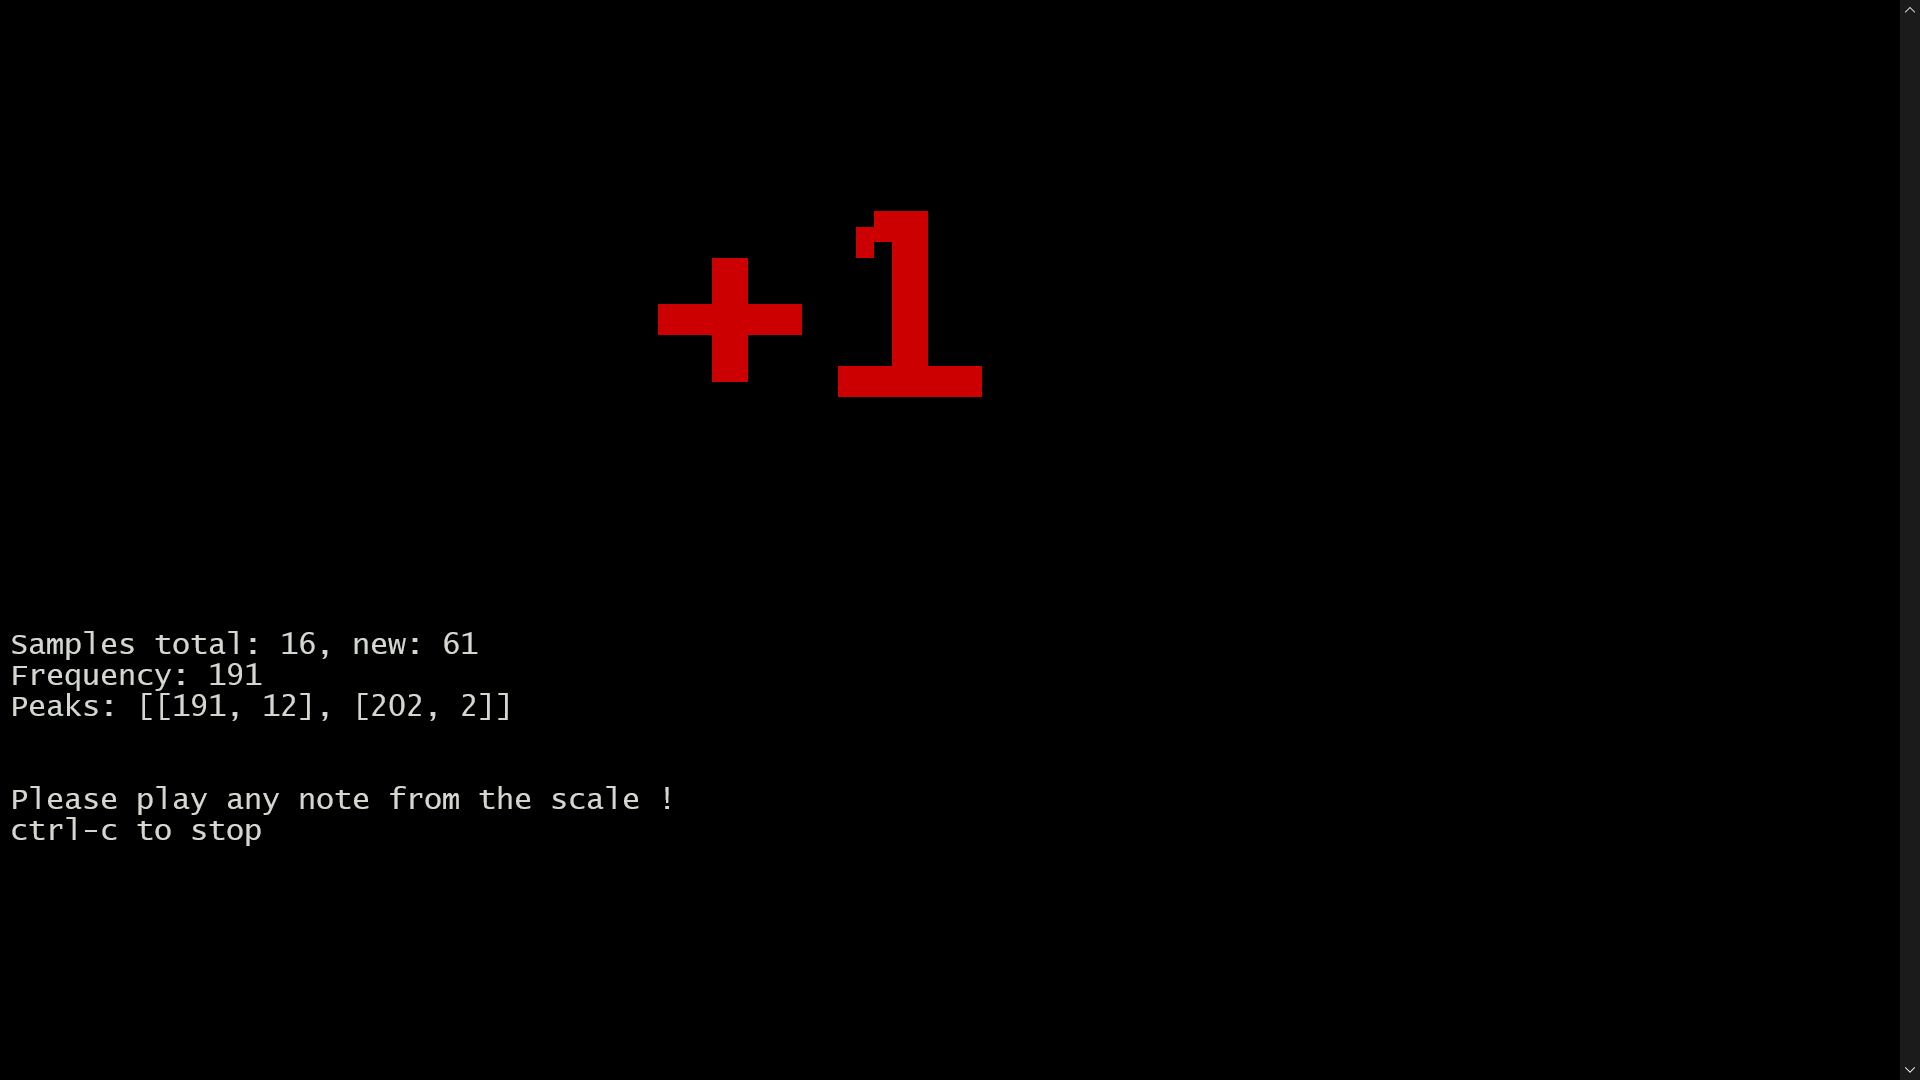 +1
Samples total: 16, new: 61
Frequency: 191
Peaks: [[191, 12], [202, 2]]
Please play any note from the scale !
ctrl-c to stop